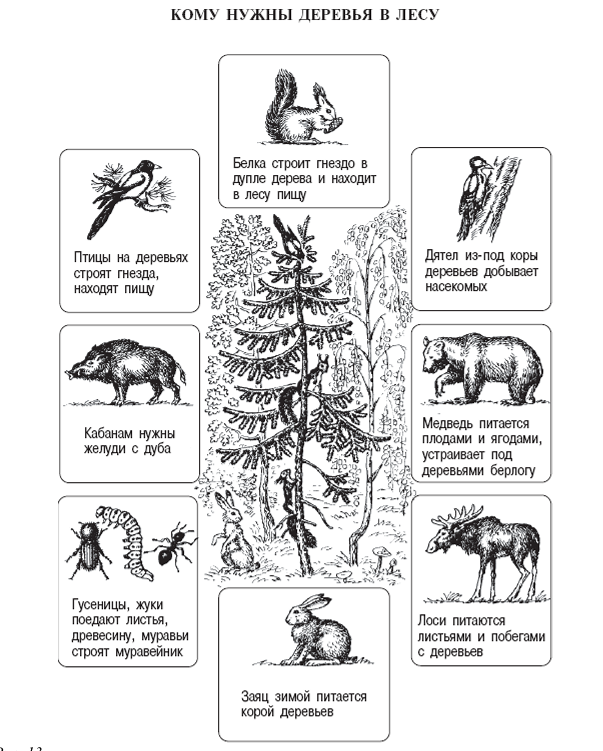 КОМУ НУЖНЫ ДЕРЕВЬЯ В ЛЕСУ
Белка строит гнездо в
дупле дерева и находит
в лесу пищу
Птицы на деревьях
строят гнезда,
находят пищу
Дятел из-под коры
деревьев добывает
насекомых
Кабанам нужны
желуди с дуба
Медведь питается
плодами и ягодами,
устраивает под
деревьями берлогу
Гусеницы, жуки
поедают листья,
древесину, муравьи
строят муравейник
Лоси питаются
листьями и побегами
с деревьев
Заяц зимой питается
корой деревьев